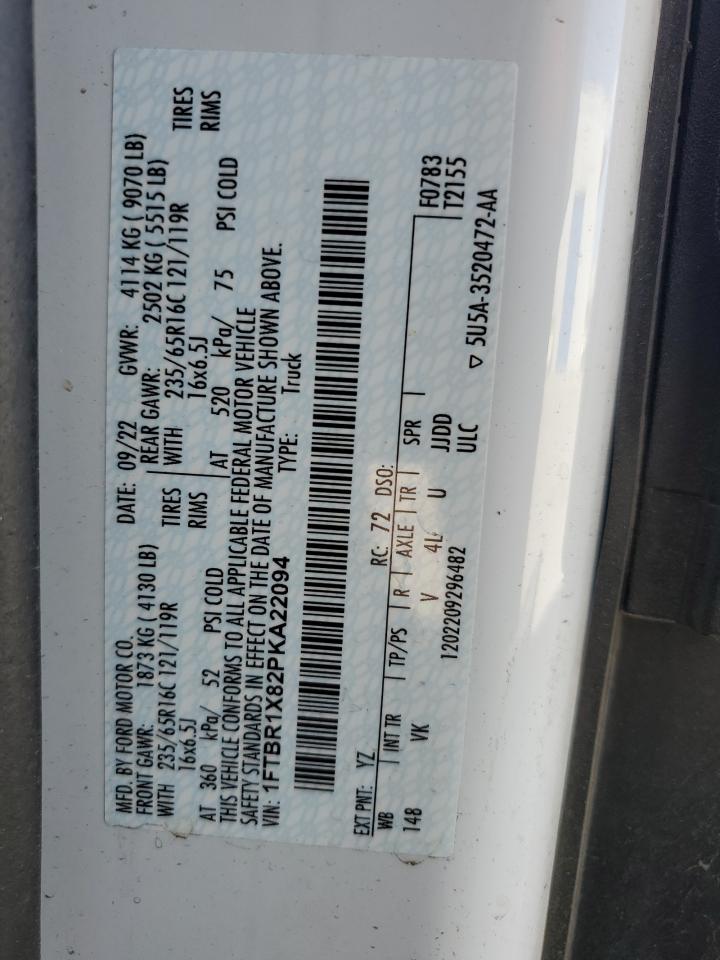 MFD. BY FORD MOTOR CO. DATE: 09/22 GVWR: 4114 KG ( 9070 LB)
FRONT GAWR: 1873 KG ( 4130 LB) REAR GAWR: 2502 KG ( 5515 LB)
WITH 235/65R16C 121/119R TIRES WITH 235/65R16C 121/119R TIRES
16x6.5J RIMS 16x6.5J RIMS
AT 360 kPa/ 52 PSI COLD AT 520 kPa/ 75 PSI COLD
THIS VEHICLE CONFORMS TO ALL APPLICABLE FEDERAL MOTOR VEHICLE
SAFETY STANDARDS IN EFFECT ON THE DATE OF MANUFACTURE SHOWN ABOVE.
VIN: 1FTBR1X82PKA22094 TYPE: Truck
EXT PNT: YZ RC: 72 DSO:
WB INT TR TP/PS R AXLE TR SPR F0783
148 VK V 4L U JJDD T2155
1202209296482 ULC ▽ 5U5A-3520472-AA